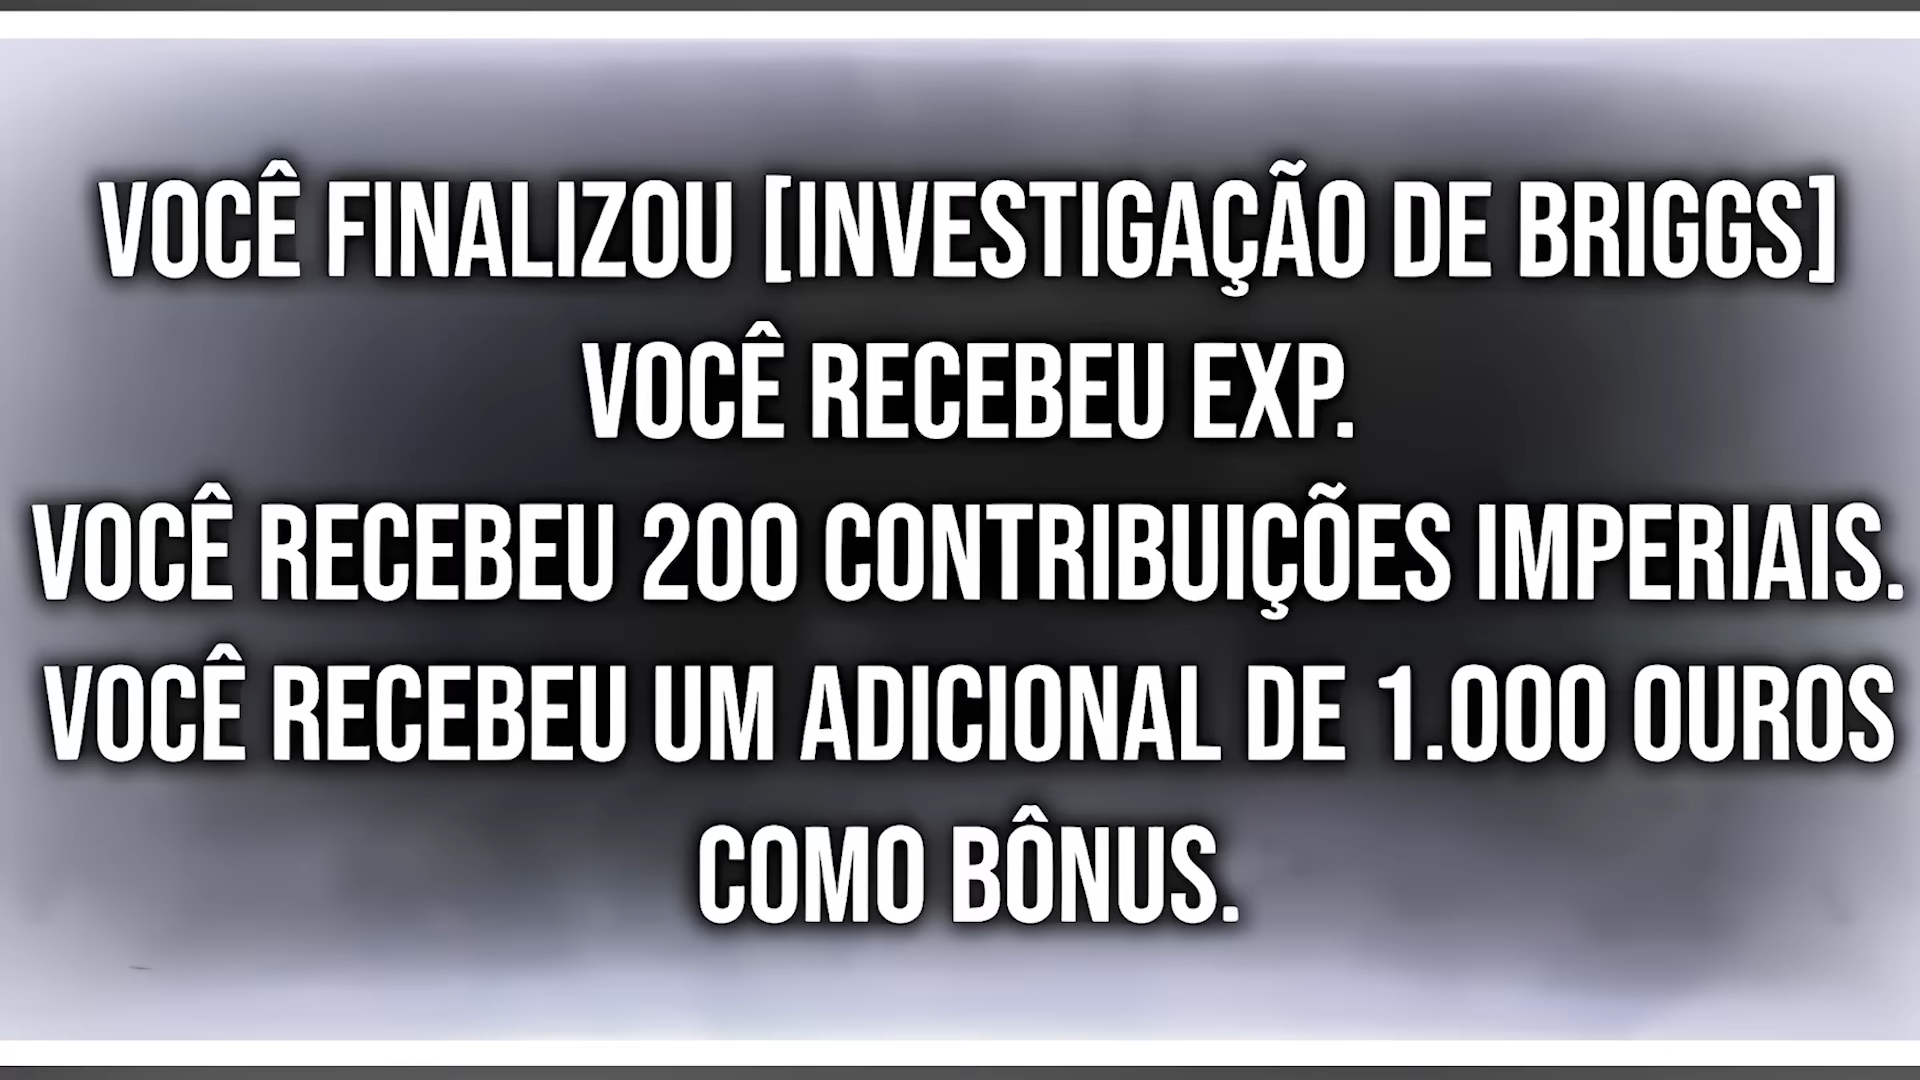 VOCÊ FINALIZOU [INVESTIGAÇÃO DE BRIGGS]
VOCÊ RECEBEU EXP.
VOCÊ RECEBEU 200 CONTRIBUIÇÕES IMPERIAIS.
VOCÊ RECEBEU UM ADICIONAL DE 1.000 OUROS
COMO BÔNUS.